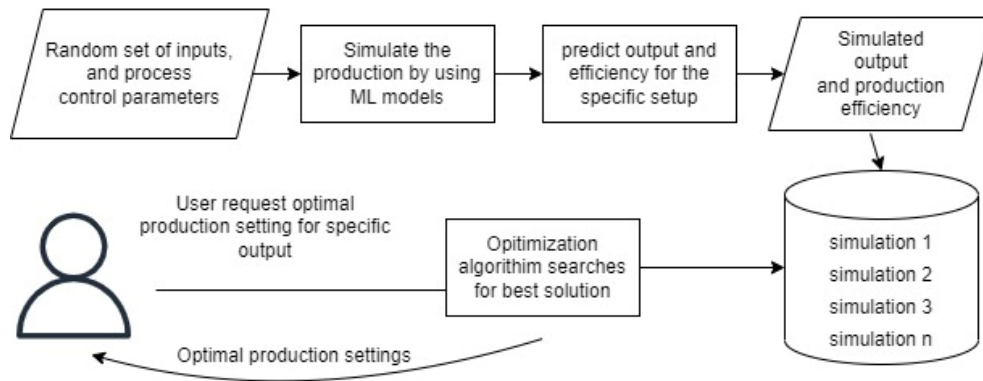 Random set of inputs,
and process
control parameters
Simulate the
production by using
ML models
predict output and
efficiency for the
specific setup
Simulated
output
and production
efficiency
User request optimal
production setting for specific
output
Opitimization
algorithim searches
for best solution
simulation 1
simulation 2
simulation 3
simulation n
Optimal production settings